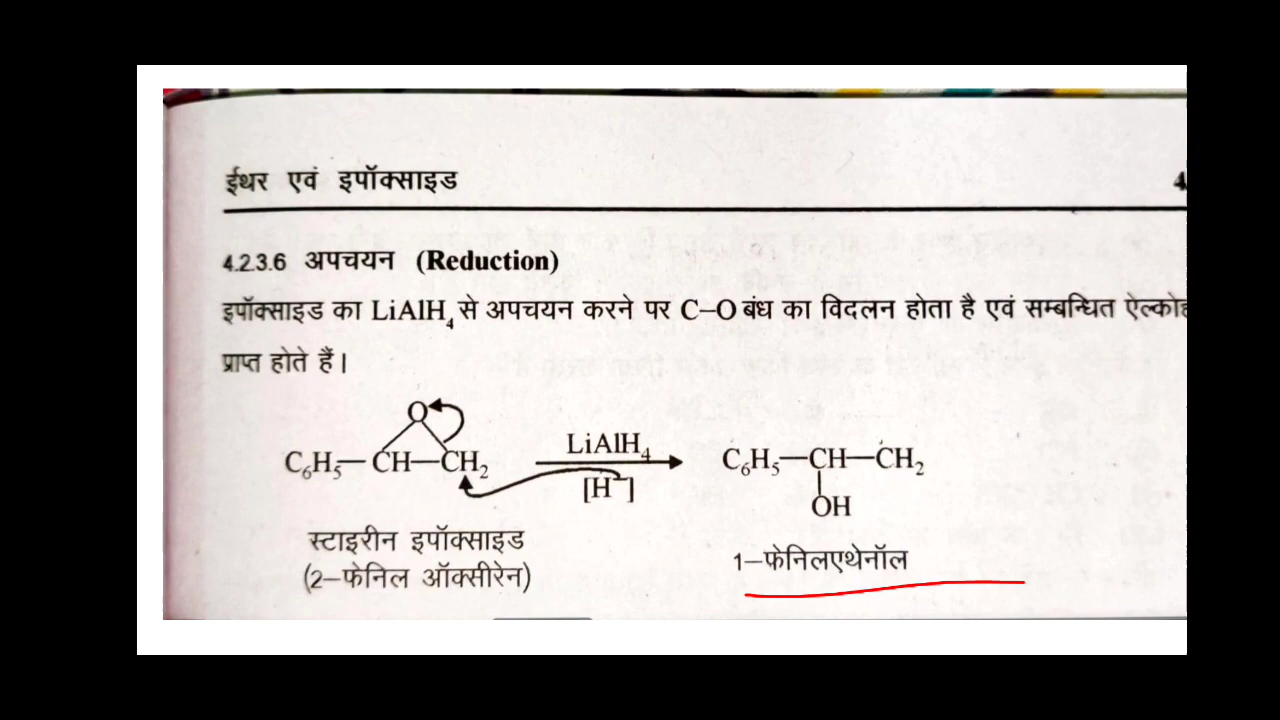 ईथर एवं इपॉक्साइड 4
4.2.3.6 अपचयन (Reduction)
इपॉक्साइड का LiAlH₄ से अपचयन करने पर C–O बंध का विदलन होता है एवं सम्बन्धित
प्राप्त होते हैं।
O
C₆H₅—CH—CH₂ LiAlH₄ C₆H₅—CH—CH₂
[H⁻] OH
स्टाइरीन इपॉक्साइड
(2–फेनिल ऑक्सीरेन)
1–फेनिलएथेनॉल